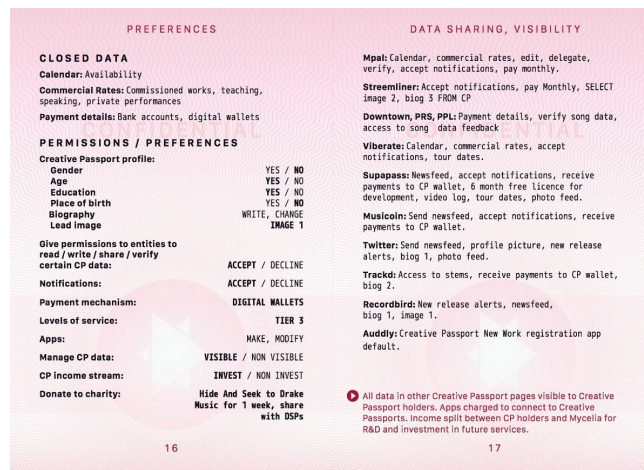 PREFERENCES
CLOSED DATA
Calendar: Availability
Commercial Rates: Commissioned works, teaching,
speaking, private performances
Payment details: Bank accounts, digital wallets
CONFIDENTIAL
PERMISSIONS / PREFERENCES
Creative Passport profile:
Gender YES / NO
Age YES / NO
Education YES / NO
Place of birth YES / NO
Biography WRITE, CHANGE
Lead image IMAGE 1
Give permissions to entities to
read / write / share / verify
certain CP data: ACCEPT / DECLINE
Notifications: ACCEPT / DECLINE
Payment mechanism: DIGITAL WALLETS
Levels of service: TIER 3
Apps: MAKE, MODIFY
Manage CP data: VISIBLE / NON VISIBLE
CP income stream: INVEST / NON INVEST
Donate to charity: Hide And Seek to Drake
Music for 1 week, share
with DSPs
16
DATA SHARING, VISIBILITY
Mpal: Calendar, commercial rates, edit, delegate,
verify, accept notifications, pay monthly.
Streemliner: Accept notifications, pay Monthly, SELECT
image 2, biog 3 FROM CP
Downtown, PRS, PPL: Payment details, verify song data,
access to song data feedback
CONFIDENTIAL
Viberate: Calendar, commercial rates, accept
notifications, tour dates.
Supapass: Newsfeed, accept notifications, receive
payments to CP wallet, 6 month free licence for
development, video log, tour dates, photo feed.
Musicoin: Send newsfeed, accept notifications, receive
payments to CP wallet.
Twitter: Send newsfeed, profile picture, new release
alerts, biog 1, photo feed.
Trackd: Access to stems, receive payments to CP wallet,
biog 2.
Recordbird: New release alerts, newsfeed,
biog 1, image 1.
Auddly: Creative Passport New Work registration app
default.
All data in other Creative Passport pages visible to Creative
Passport holders. Apps charged to connect to Creative
Passports. Income split between CP holders and Mycelia for
R&D and investment in future services.
17